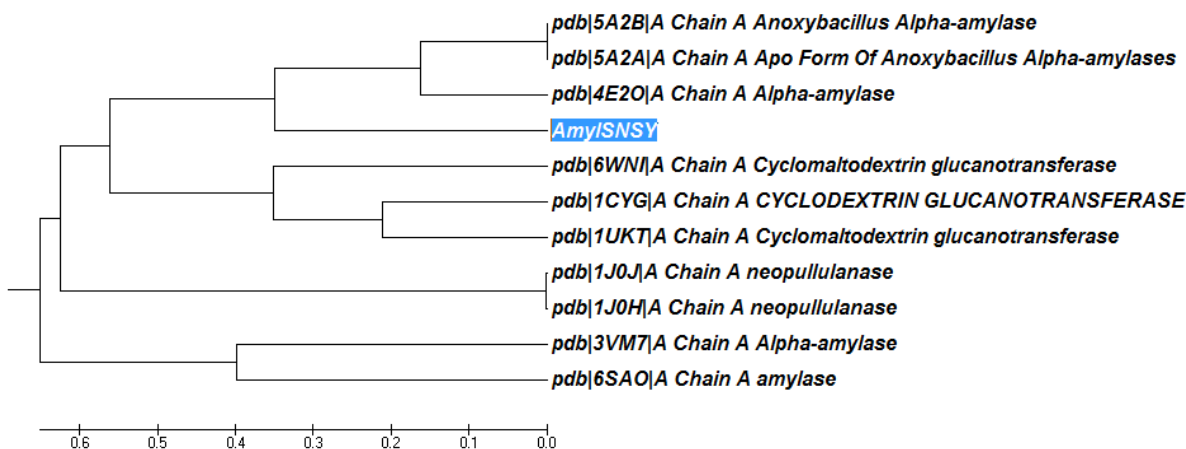 pdb|5A2B|A Chain A Anoxybacillus Alpha-amylase
pdb|5A2A|A Chain A Apo Form Of Anoxybacillus Alpha-amylases
pdb|4E2O|A Chain A Alpha-amylase
AmylSNSY
pdb|6WNI|A Chain A Cyclomaltodextrin glucanotransferase
pdb|1CYG|A Chain A CYCLODEXTRIN GLUCANOTRANSFERASE
pdb|1UKT|A Chain A Cyclomaltodextrin glucanotransferase
pdb|1J0J|A Chain A neopullulanase
pdb|1J0H|A Chain A neopullulanase
pdb|3VM7|A Chain A Alpha-amylase
pdb|6SAO|A Chain A amylase
0.6 0.5 0.4 0.3 0.2 0.1 0.0